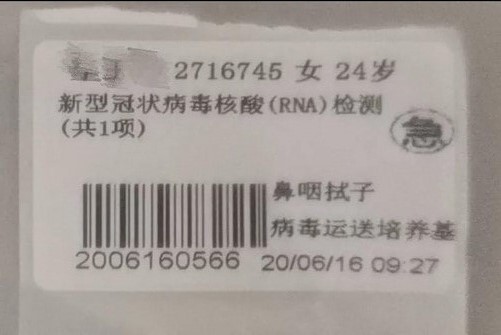 2716745 女 24岁
新型冠状病毒核酸(RNA)检测
(共1项)
急
鼻咽拭子
病毒运送培养基
2006160566 20/06/16 09:27